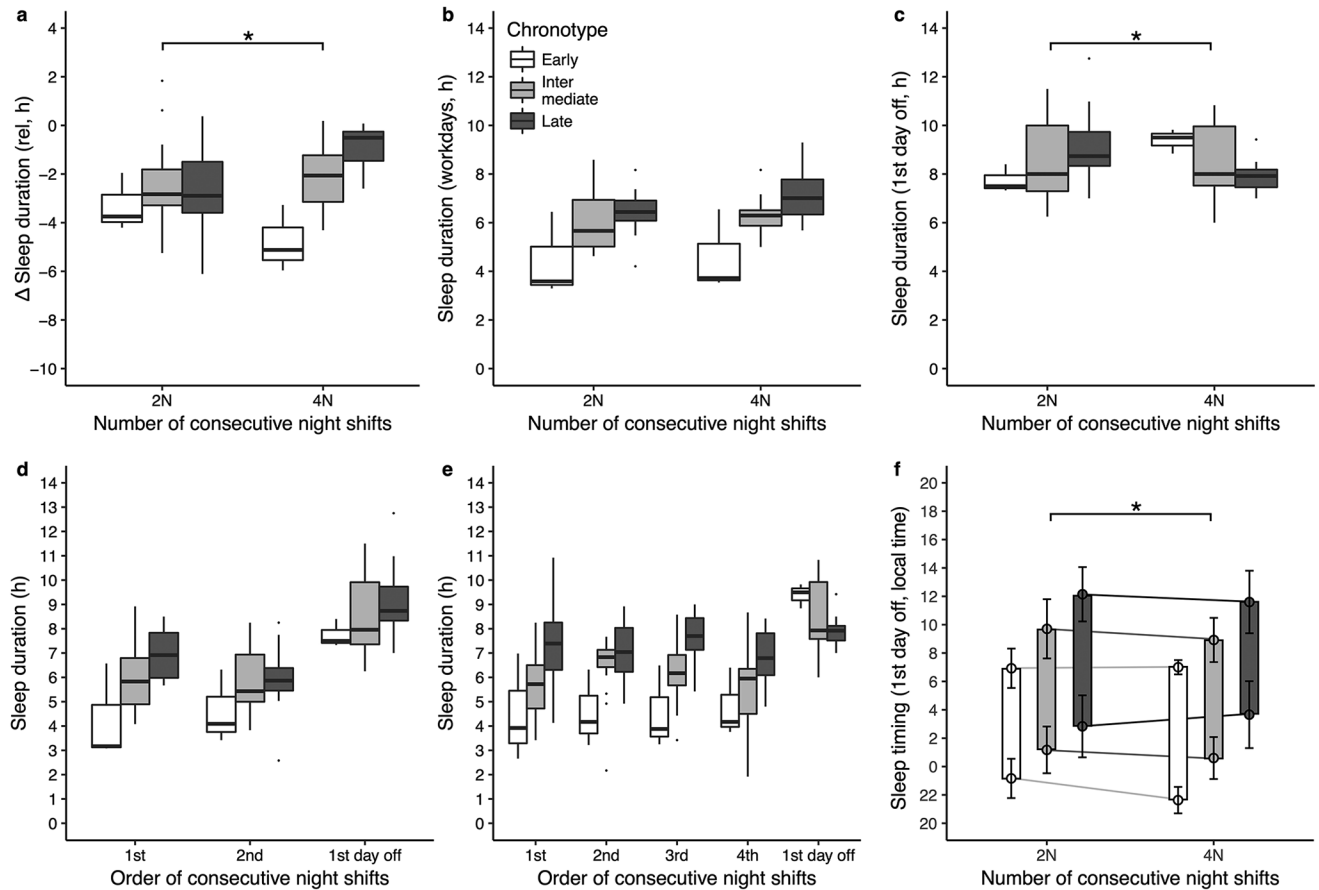 a
Δ Sleep duration (rel, h)
4
2
0
−2
−4
−6
−8
−10
*
2N
4N
Number of consecutive night shifts
b
Sleep duration (workdays, h)
14
12
10
8
6
4
2
0
Chronotype
Early
Inter
mediate
Late
2N
4N
Number of consecutive night shifts
c
Sleep duration (1st day off, h)
14
12
10
8
6
4
2
0
*
2N
4N
Number of consecutive night shifts
d
Sleep duration (h)
14
13
12
11
10
9
8
7
6
5
4
3
2
1
0
1st
2nd
1st day off
Order of consecutive night shifts
e
Sleep duration (h)
14
13
12
11
10
9
8
7
6
5
4
3
2
1
0
1st
2nd
3rd
4th
1st day off
Order of consecutive night shifts
f
Sleep timing (1st day off, local time)
20
18
16
14
12
10
8
6
4
2
0
22
20
*
2N
4N
Number of consecutive night shifts